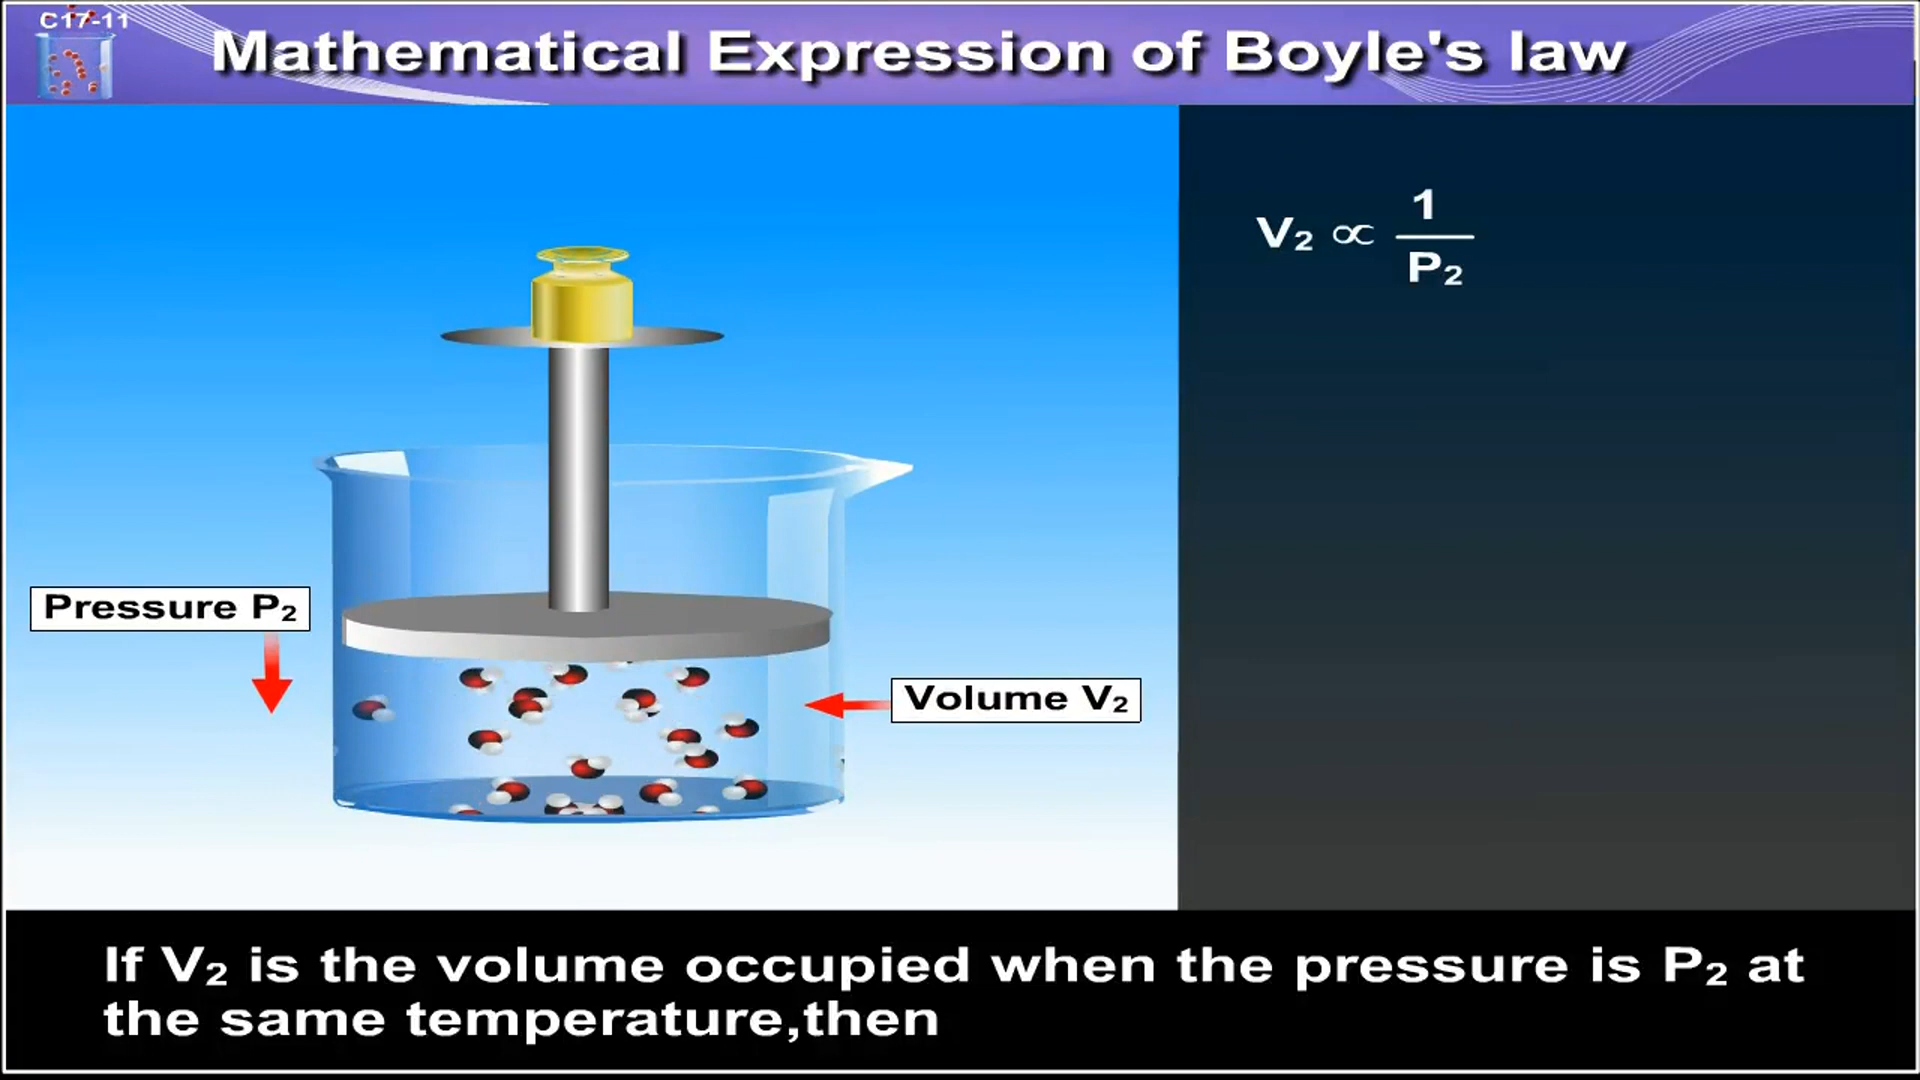 C17-11
Mathematical Expression of Boyle's law
V₂ ∝ 1/P₂
Pressure P₂
Volume V₂
If V₂ is the volume occupied when the pressure is P₂ at
the same temperature,then